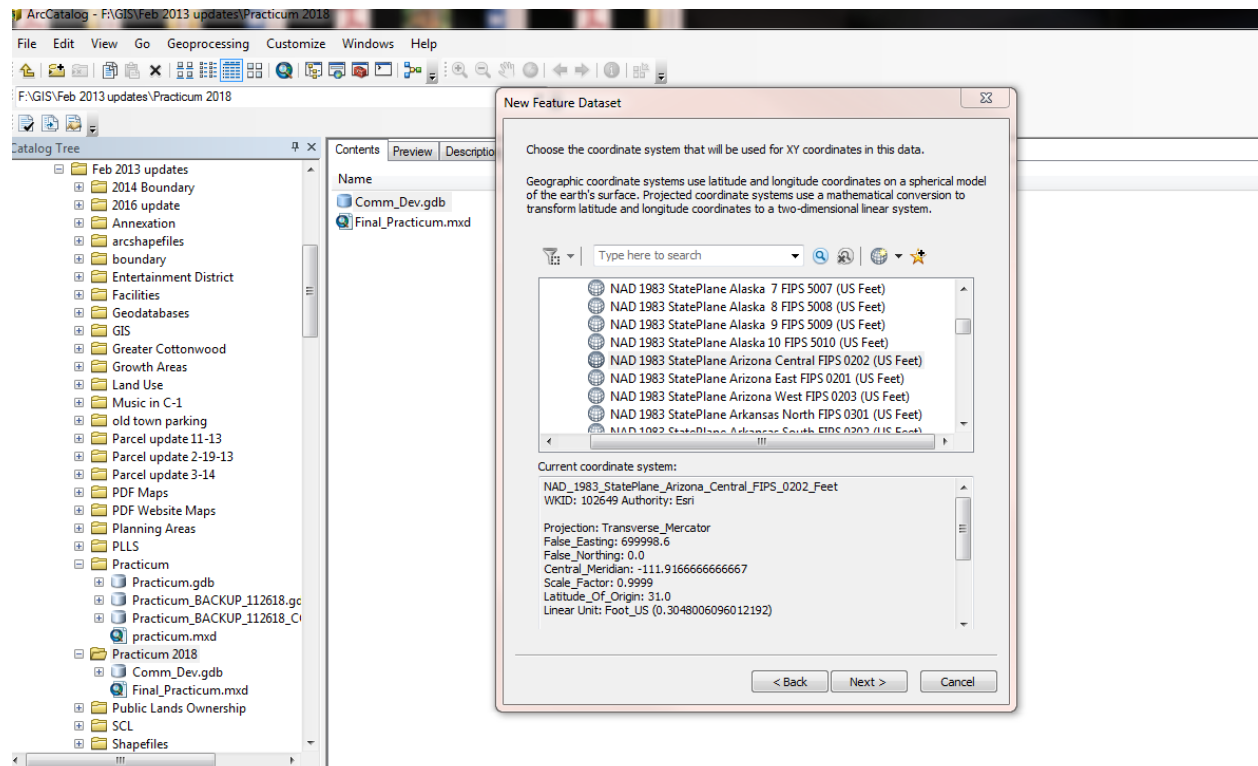 ArcCatalog - F:\GIS\Feb 2013 updates\Practicum 2018
File Edit View Go Geoprocessing Customize Windows Help
F:\GIS\Feb 2013 updates\Practicum 2018
Catalog Tree
Feb 2013 updates
2014 Boundary
2016 update
Annexation
arcshapefiles
boundary
Entertainment District
Facilities
Geodatabases
GIS
Greater Cottonwood
Growth Areas
Land Use
Music in C-1
old town parking
Parcel update 11-13
Parcel update 2-19-13
Parcel update 3-14
PDF Maps
PDF Website Maps
Planning Areas
PLLS
Practicum
Practicum.gdb
Practicum_BACKUP_112618.gc
Practicum_BACKUP_112618_C
practicum.mxd
Practicum 2018
Comm_Dev.gdb
Final_Practicum.mxd
Public Lands Ownership
SCL
Shapefiles
Contents Preview Description
Name
Comm_Dev.gdb
Final_Practicum.mxd
New Feature Dataset
Choose the coordinate system that will be used for XY coordinates in this data.
Geographic coordinate systems use latitude and longitude coordinates on a spherical model
of the earth's surface. Projected coordinate systems use a mathematical conversion to
transform latitude and longitude coordinates to a two-dimensional linear system.
Type here to search
NAD 1983 StatePlane Alaska 7 FIPS 5007 (US Feet)
NAD 1983 StatePlane Alaska 8 FIPS 5008 (US Feet)
NAD 1983 StatePlane Alaska 9 FIPS 5009 (US Feet)
NAD 1983 StatePlane Alaska 10 FIPS 5010 (US Feet)
NAD 1983 StatePlane Arizona Central FIPS 0202 (US Feet)
NAD 1983 StatePlane Arizona East FIPS 0201 (US Feet)
NAD 1983 StatePlane Arizona West FIPS 0203 (US Feet)
NAD 1983 StatePlane Arkansas North FIPS 0301 (US Feet)
NAD 1983 StatePlane Arkansas South FIPS 0302 (US Feet)
Current coordinate system:
NAD_1983_StatePlane_Arizona_Central_FIPS_0202_Feet
WKID: 102649 Authority: Esri
Projection: Transverse_Mercator
False_Easting: 699998.6
False_Northing: 0.0
Central_Meridian: -111.9166666666667
Scale_Factor: 0.9999
Latitude_Of_Origin: 31.0
Linear Unit: Foot_US (0.3048006096012192)
< Back Next > Cancel